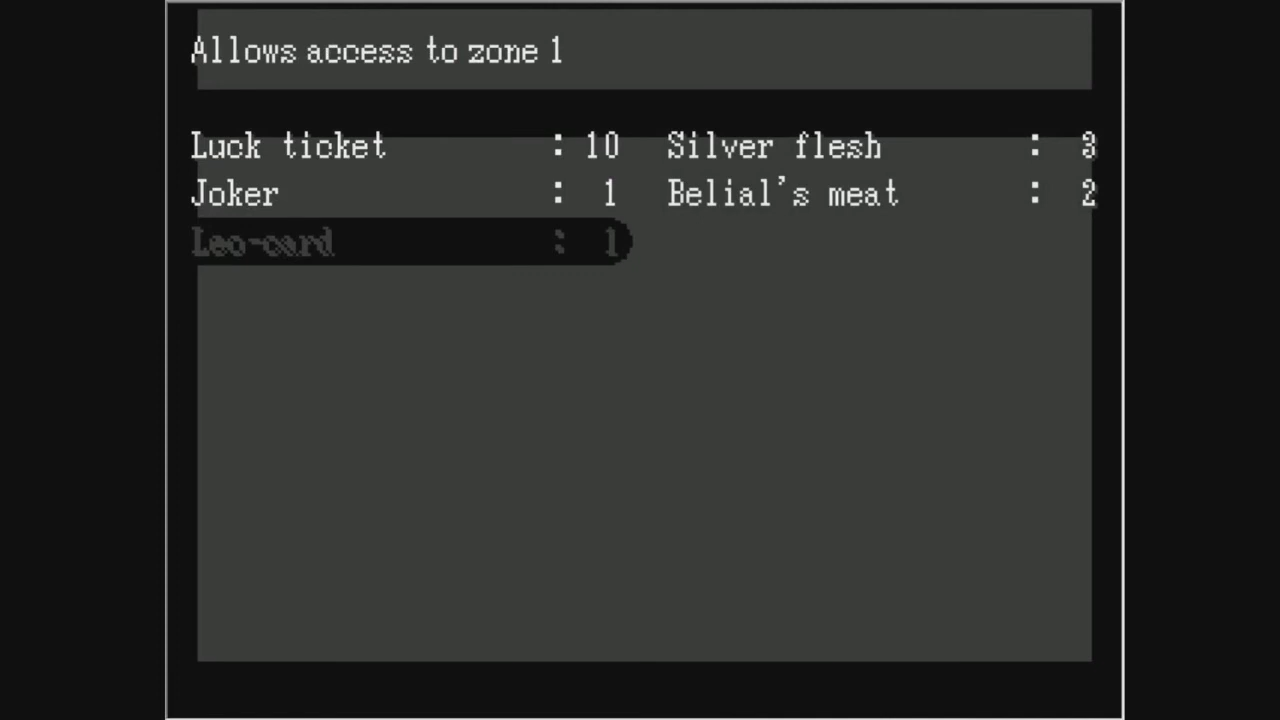 Allows access to zone 1
Luck ticket : 10 Silver flesh : 3
Joker : 1 Belial's meat : 2
Leo-card : 1